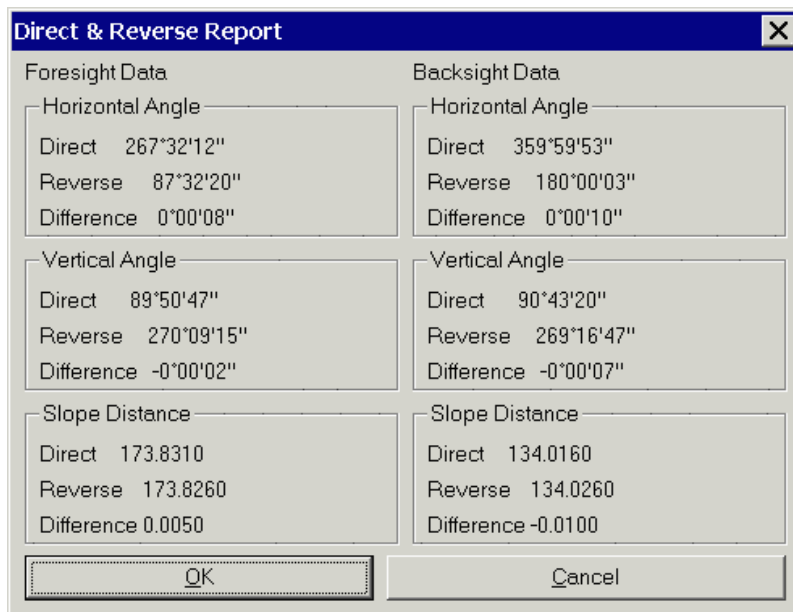 Direct & Reverse Report
Foresight Data
Horizontal Angle
Direct 267°32'12"
Reverse 87°32'20"
Difference 0°00'08"
Vertical Angle
Direct 89°50'47"
Reverse 270°09'15"
Difference -0°00'02"
Slope Distance
Direct 173.8310
Reverse 173.8260
Difference 0.0050
Backsight Data
Horizontal Angle
Direct 359°59'53"
Reverse 180°00'03"
Difference 0°00'10"
Vertical Angle
Direct 90°43'20"
Reverse 269°16'47"
Difference -0°00'07"
Slope Distance
Direct 134.0160
Reverse 134.0260
Difference -0.0100
OK
Cancel